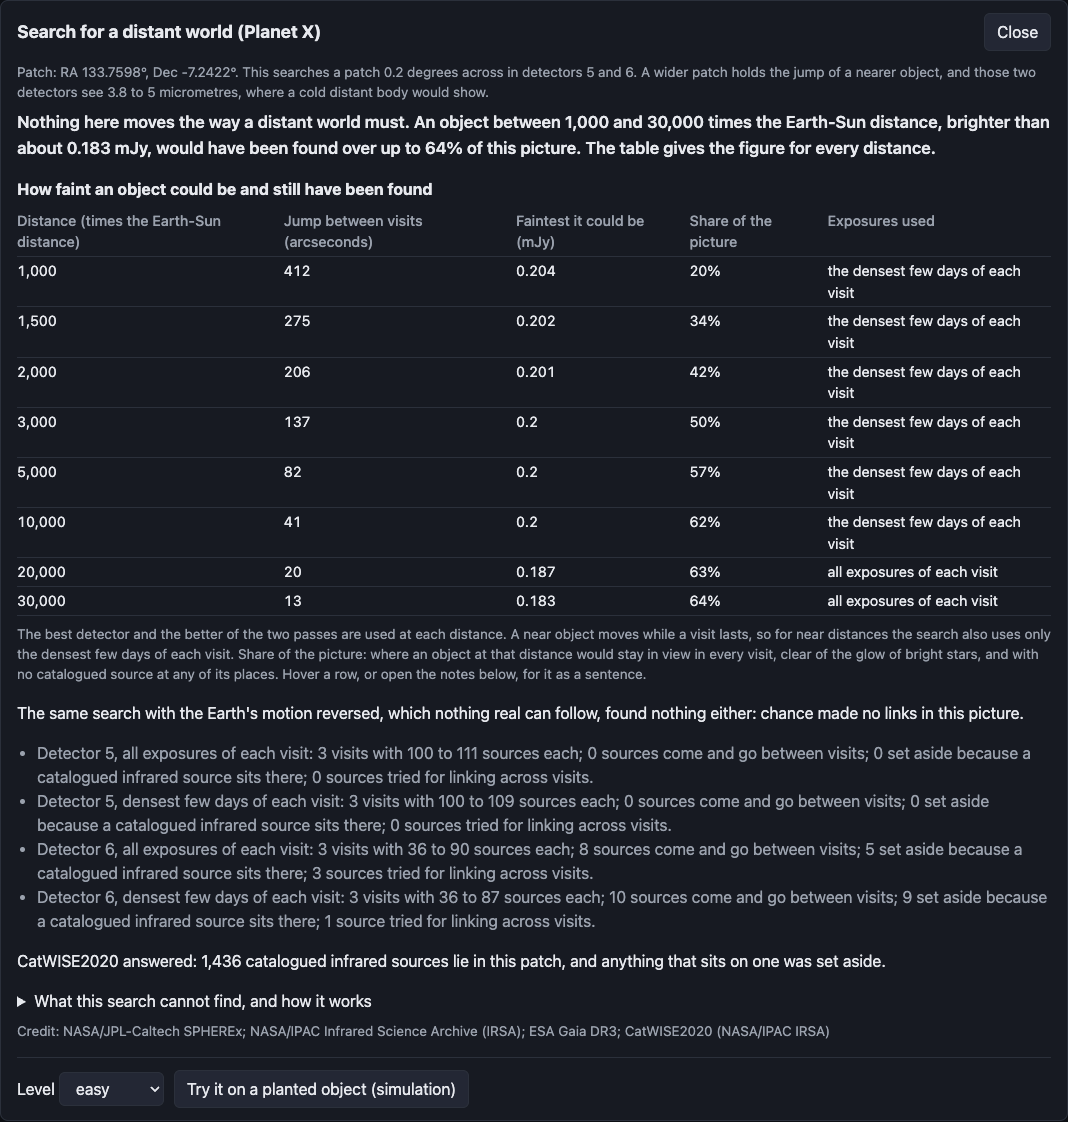 Search for a distant world (Planet X)
Close
Patch: RA 133.7598°, Dec -7.2422°. This searches a patch 0.2 degrees across in detectors 5 and 6. A wider patch holds the jump of a nearer object, and those two
detectors see 3.8 to 5 micrometres, where a cold distant body would show.
Nothing here moves the way a distant world must. An object between 1,000 and 30,000 times the Earth-Sun distance, brighter than
about 0.183 mJy, would have been found over up to 64% of this picture. The table gives the figure for every distance.
How faint an object could be and still have been found
Distance (times the Earth-Sun distance) Jump between visits (arcseconds) Faintest it could be (mJy) Share of the picture Exposures used
1,000 412 0.204 20% the densest few days of each visit
1,500 275 0.202 34% the densest few days of each visit
2,000 206 0.201 42% the densest few days of each visit
3,000 137 0.2 50% the densest few days of each visit
5,000 82 0.2 57% the densest few days of each visit
10,000 41 0.2 62% the densest few days of each visit
20,000 20 0.187 63% all exposures of each visit
30,000 13 0.183 64% all exposures of each visit
The best detector and the better of the two passes are used at each distance. A near object moves while a visit lasts, so for near distances the search also uses only
the densest few days of each visit. Share of the picture: where an object at that distance would stay in view in every visit, clear of the glow of bright stars, and with
no catalogued source at any of its places. Hover a row, or open the notes below, for it as a sentence.
The same search with the Earth's motion reversed, which nothing real can follow, found nothing either: chance made no links in this picture.
• Detector 5, all exposures of each visit: 3 visits with 100 to 111 sources each; 0 sources come and go between visits; 0 set aside because a
catalogued infrared source sits there; 0 sources tried for linking across visits.
• Detector 5, densest few days of each visit: 3 visits with 100 to 109 sources each; 0 sources come and go between visits; 0 set aside
because a catalogued infrared source sits there; 0 sources tried for linking across visits.
• Detector 6, all exposures of each visit: 3 visits with 36 to 90 sources each; 8 sources come and go between visits; 5 set aside because a
catalogued infrared source sits there; 3 sources tried for linking across visits.
• Detector 6, densest few days of each visit: 3 visits with 36 to 87 sources each; 10 sources come and go between visits; 9 set aside because
a catalogued infrared source sits there; 1 source tried for linking across visits.
CatWISE2020 answered: 1,436 catalogued infrared sources lie in this patch, and anything that sits on one was set aside.
▶ What this search cannot find, and how it works
Credit: NASA/JPL-Caltech SPHEREx; NASA/IPAC Infrared Science Archive (IRSA); ESA Gaia DR3; CatWISE2020 (NASA/IPAC IRSA)
Level easy Try it on a planted object (simulation)